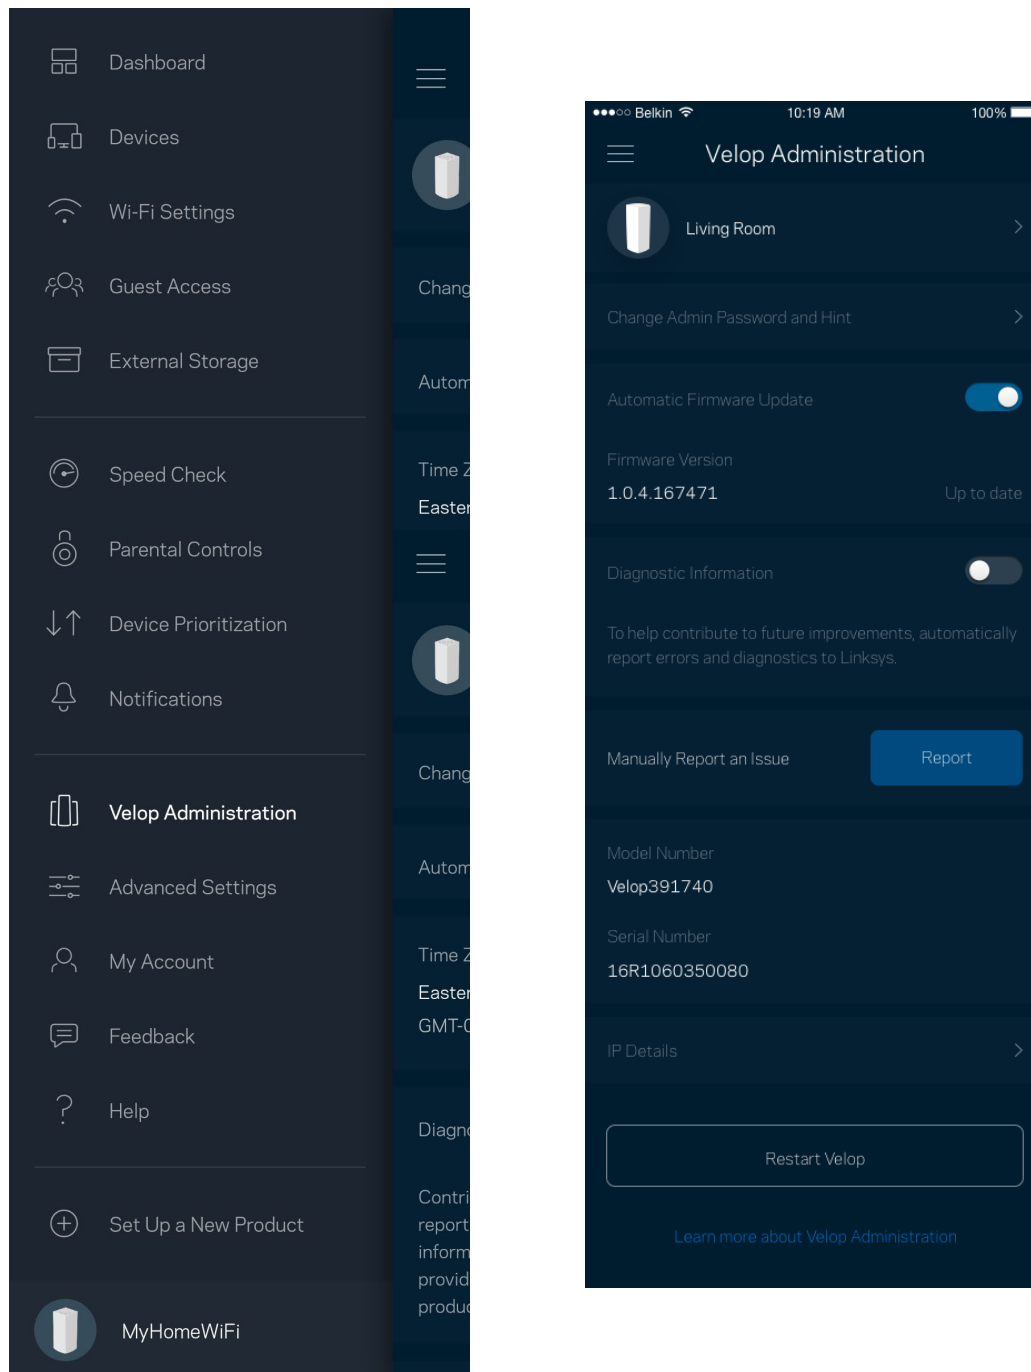 Dashboard
Devices
Wi-Fi Settings
Guest Access
External Storage
Speed Check
Parental Controls
Device Prioritization
Notifications
Velop Administration
Advanced Settings
My Account
Feedback
Help
Set Up a New Product
MyHomeWiFi
Chang
Autom
Time Z
Easter
Chang
Autom
Time Z
Easter
GMT-0
Diagno
Contri
report
inform
provid
produc
Belkin 10:19 AM 100%
Velop Administration
Living Room
Change Admin Password and Hint
Automatic Firmware Update
Firmware Version
1.0.4.167471 Up to date
Diagnostic Information
To help contribute to future improvements, automatically
report errors and diagnostics to Linksys.
Manually Report an Issue Report
Model Number
Velop391740
Serial Number
16R1060350080
IP Details
Restart Velop
Learn more about Velop Administration